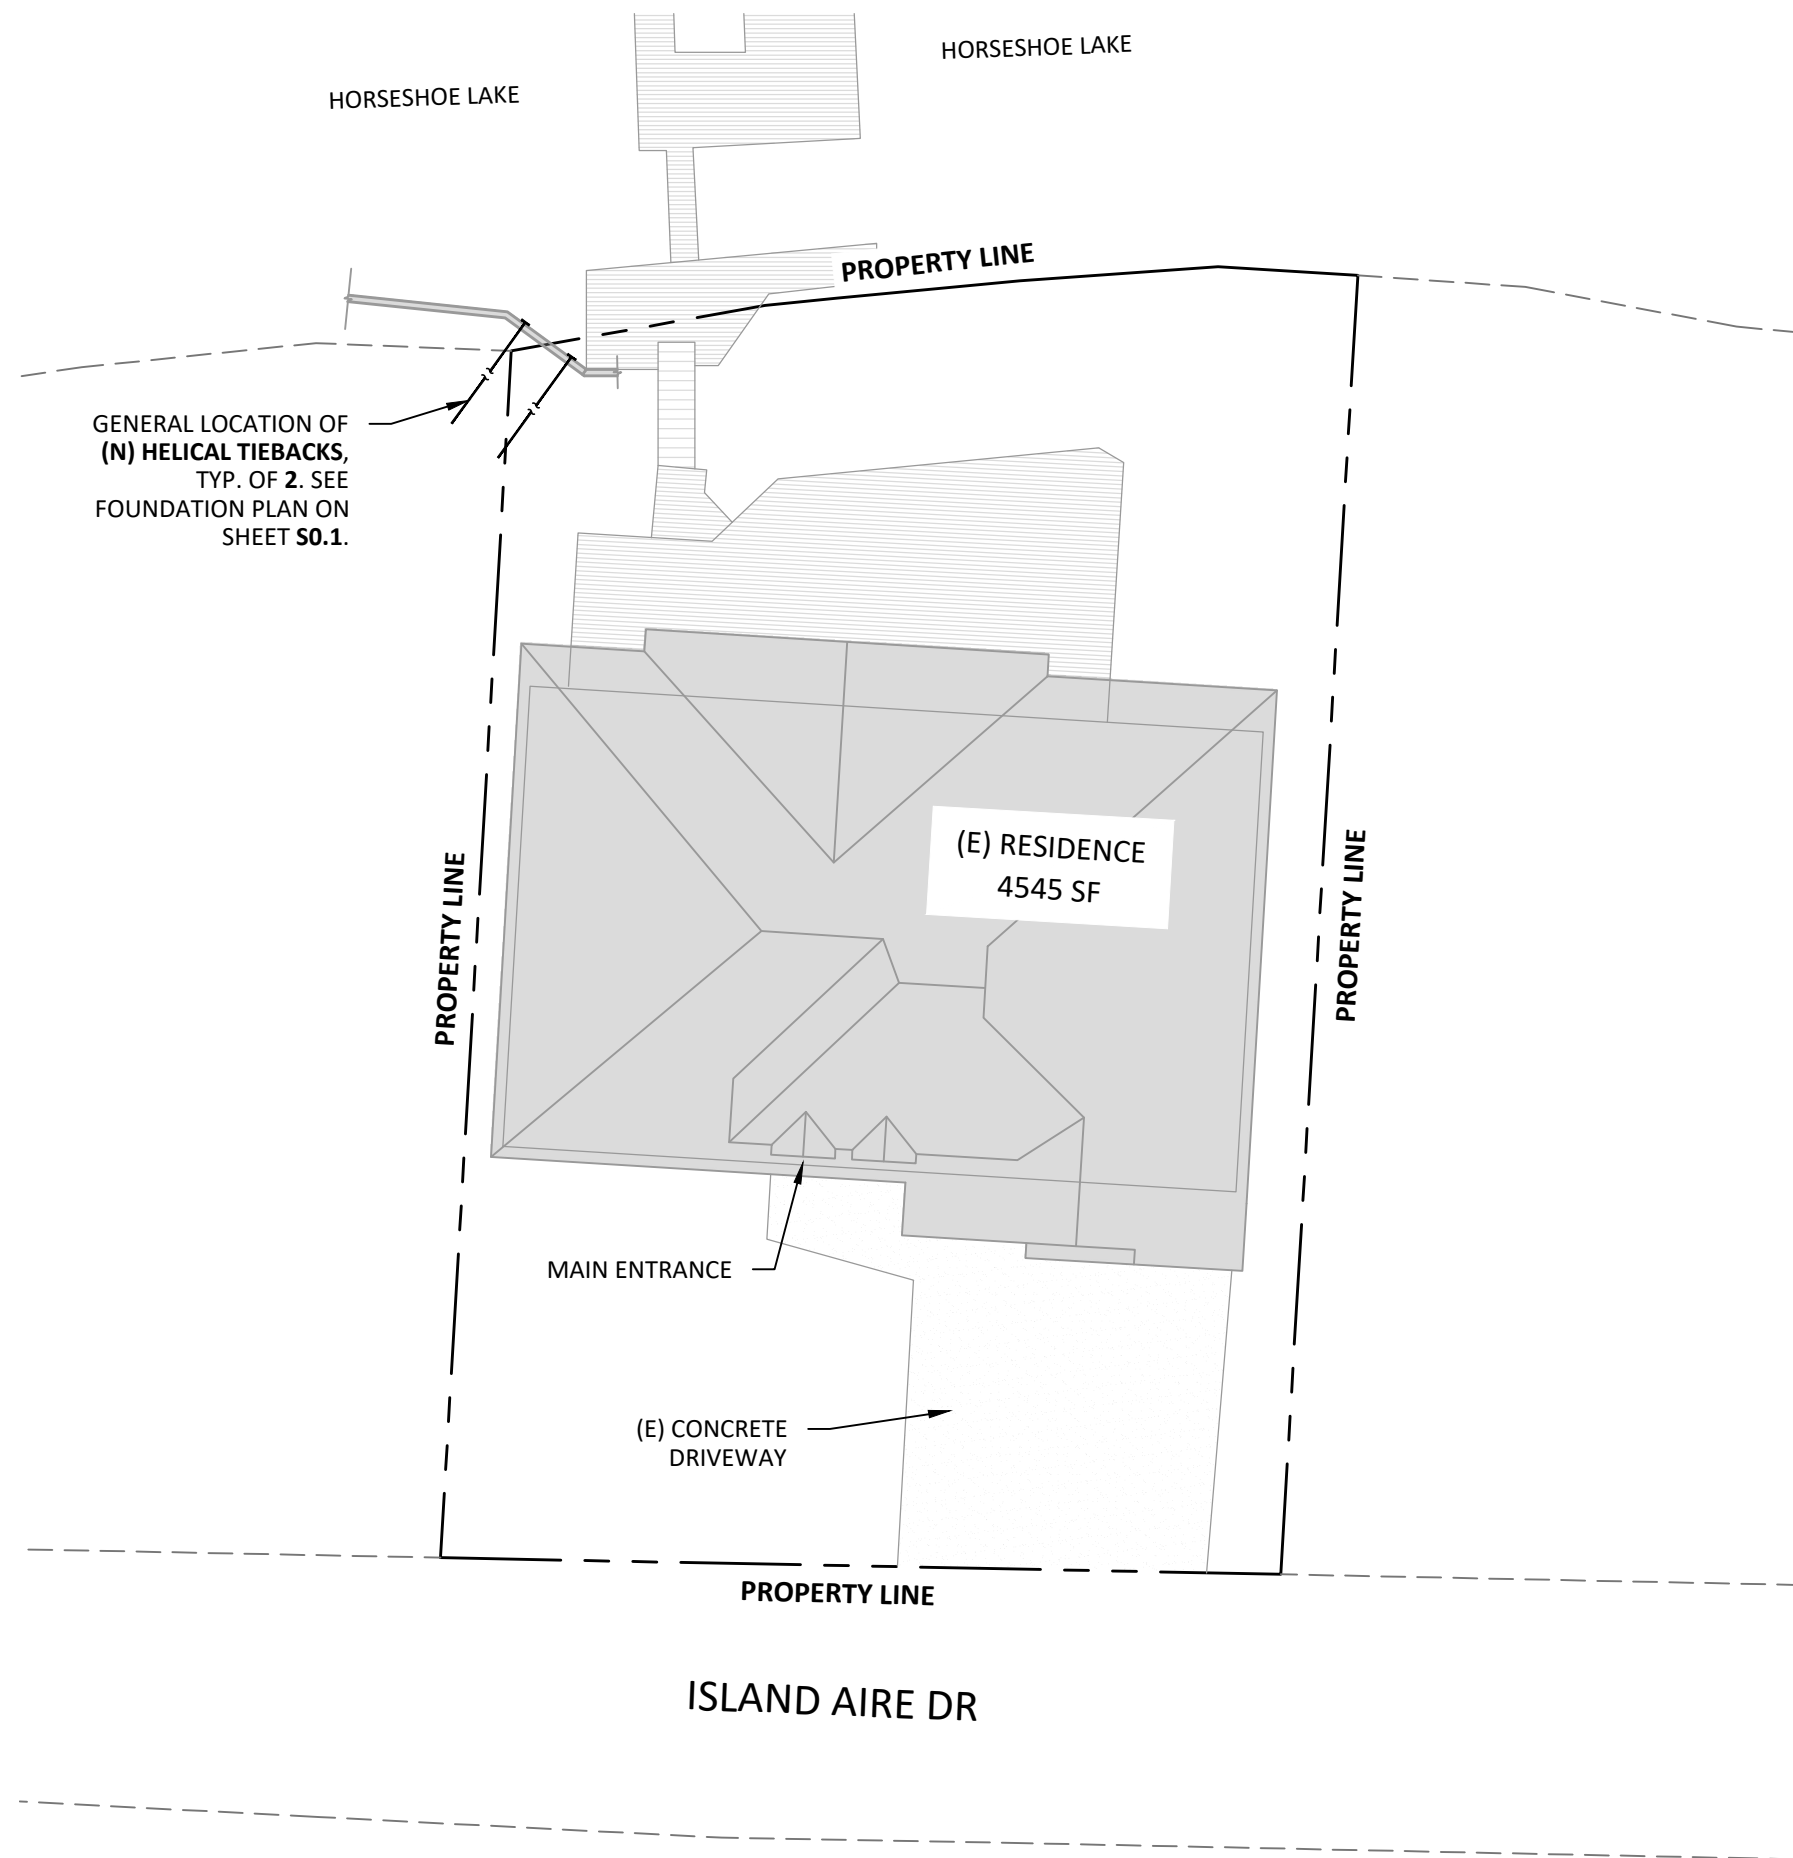 HORSESHOE LAKE
HORSESHOE LAKE
PROPERTY LINE
GENERAL LOCATION OF
(N) HELICAL TIEBACKS,
TYP. OF 2. SEE
FOUNDATION PLAN ON
SHEET S0.1.
(E) RESIDENCE
4545 SF
PROPERTY LINE
PROPERTY LINE
MAIN ENTRANCE
(E) CONCRETE
DRIVEWAY
PROPERTY LINE
ISLAND AIRE DR